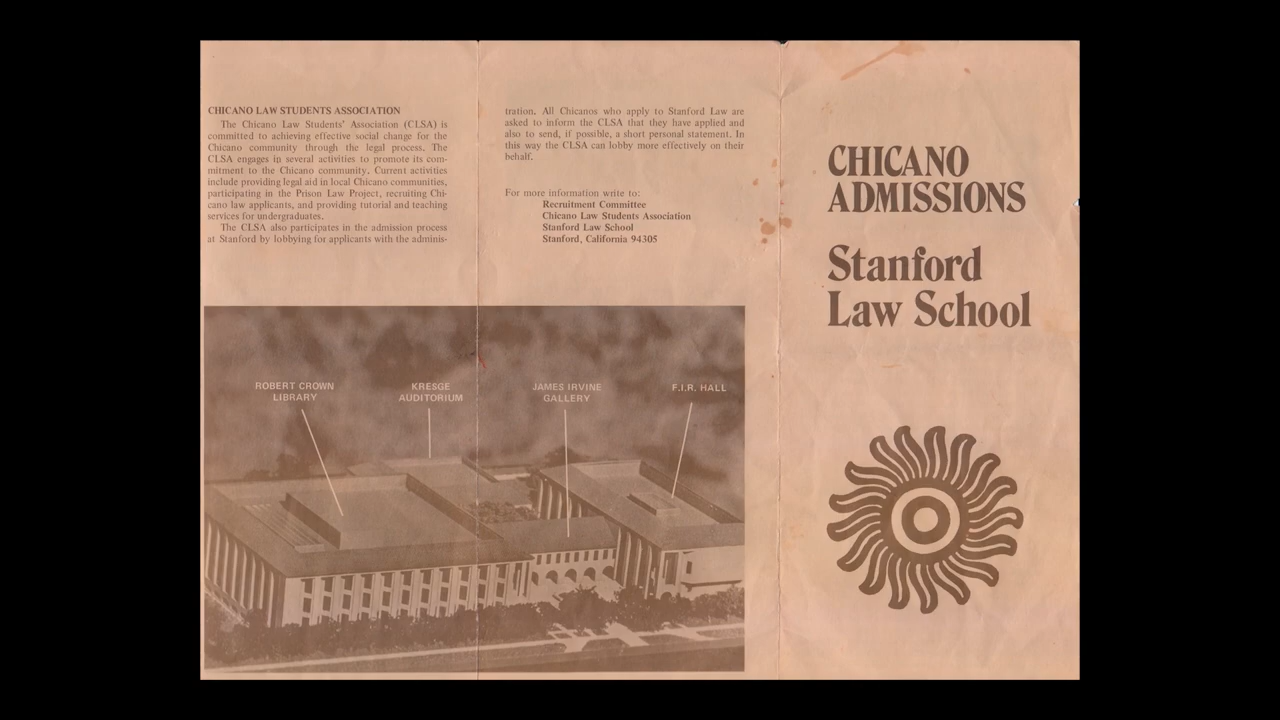 CHICANO LAW STUDENTS ASSOCIATION
The Chicano Law Students' Association (CLSA) is
committed to achieving effective social change for the
Chicano community through the legal process. The
CLSA engages in several activities to promote its com-
mitment to the Chicano community. Current activities
include providing legal aid in local Chicano communities,
participating in the Prison Law Project, recruiting Chi-
cano law applicants, and providing tutorial and teaching
services for undergraduates.
The CLSA also participates in the admission process
at Stanford by lobbying for applicants with the adminis-
tration. All Chicanos who apply to Stanford Law are
asked to inform the CLSA that they have applied and
also to send, if possible, a short personal statement. In
this way the CLSA can lobby more effectively on their
behalf.
For more information write to:
Recruitment Committee
Chicano Law Students Association
Stanford Law School
Stanford, California 94305
ROBERT CROWN
LIBRARY
KRESGE
AUDITORIUM
JAMES IRVINE
GALLERY
F.I.R. HALL
CHICANO
ADMISSIONS
Stanford
Law School